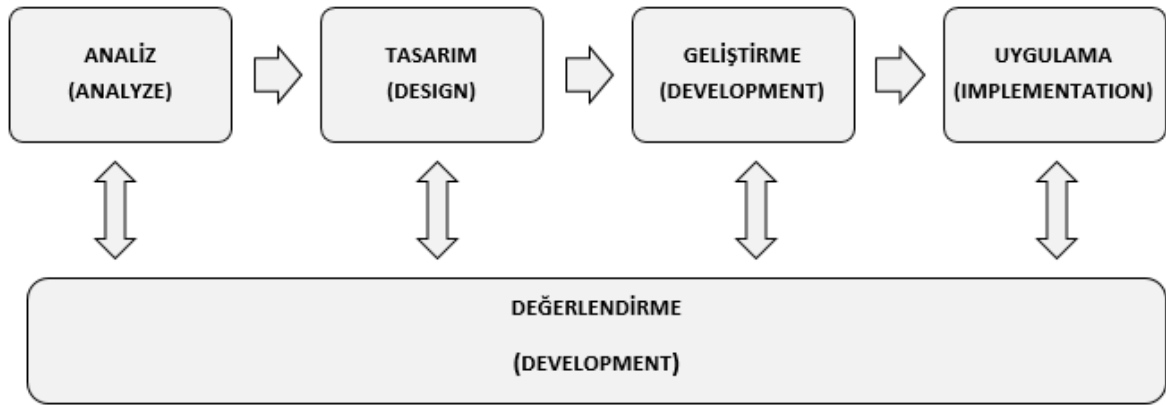 ANALİZ
(ANALYZE)
TASARIM
(DESIGN)
GELİŞTİRME
(DEVELOPMENT)
UYGULAMA
(IMPLEMENTATION)
DEĞERLENDİRME
(DEVELOPMENT)